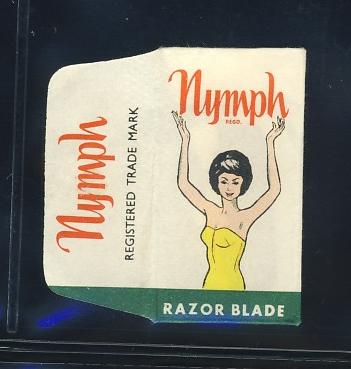 Nymph
REGISTERED TRADE MARK
Nymph
REGD.
RAZOR BLADE